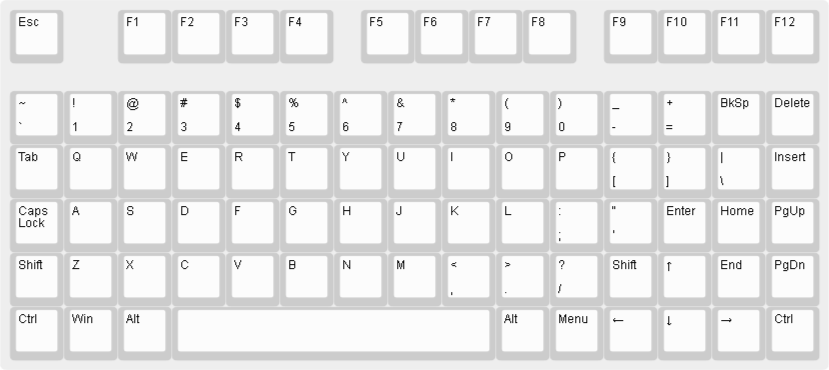 Esc F1 F2 F3 F4 F5 F6 F7 F8 F9 F10 F11 F12
~ ! @ # $ % ^ & * ( ) _ + BkSp Delete
` 1 2 3 4 5 6 7 8 9 0 - =
Tab Q W E R T Y U I O P { } | Insert
[ ] \
Caps Lock A S D F G H J K L : " Enter Home PgUp
; '
Shift Z X C V B N M < > ? Shift ↑ End PgDn
, . /
Ctrl Win Alt Alt Menu ← ↓ → Ctrl